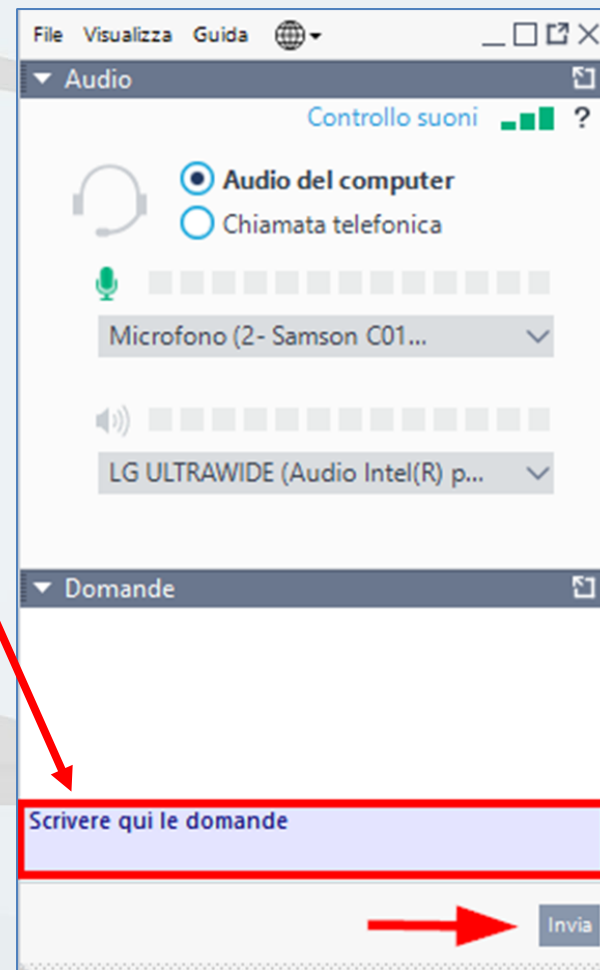 File Visualizza Guida
Audio
Controllo suoni ?
Audio del computer
Chiamata telefonica
Microfono (2- Samson C01...
LG ULTRAWIDE (Audio Intel(R) p...
Domande
Scrivere qui le domande
Invia